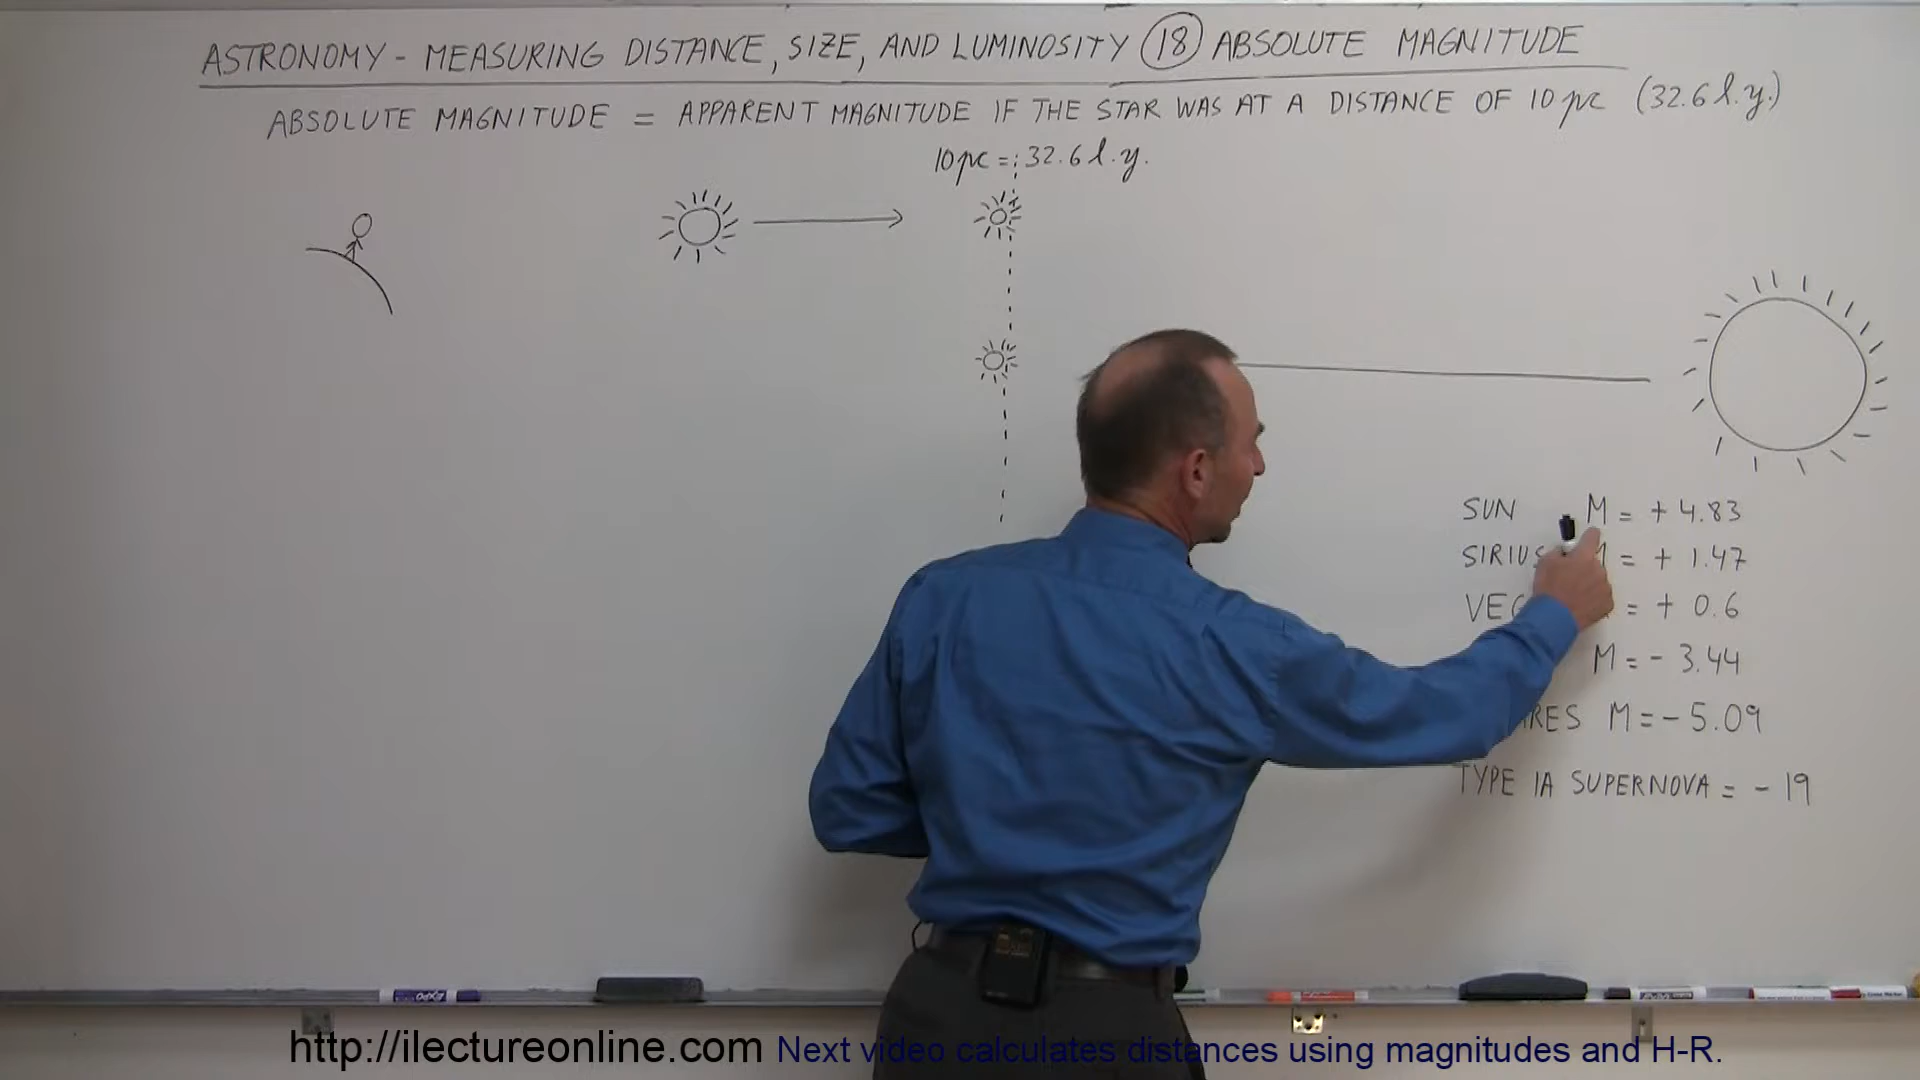 ASTRONOMY - MEASURING DISTANCE, SIZE, AND LUMINOSITY 18 ABSOLUTE MAGNITUDE
ABSOLUTE MAGNITUDE = APPARENT MAGNITUDE IF THE STAR WAS AT A DISTANCE OF 10 pc (32.6 l.y.)
10 pc = 32.6 l.y.
SUN M = + 4.83
SIRIUS M = + 1.47
= + 0.6
M = - 3.44
M = - 5.09
TYPE IA SUPERNOVA = - 19
EXPO
http://ilectureonline.com Next video calculates distances using magnitudes and H-R.